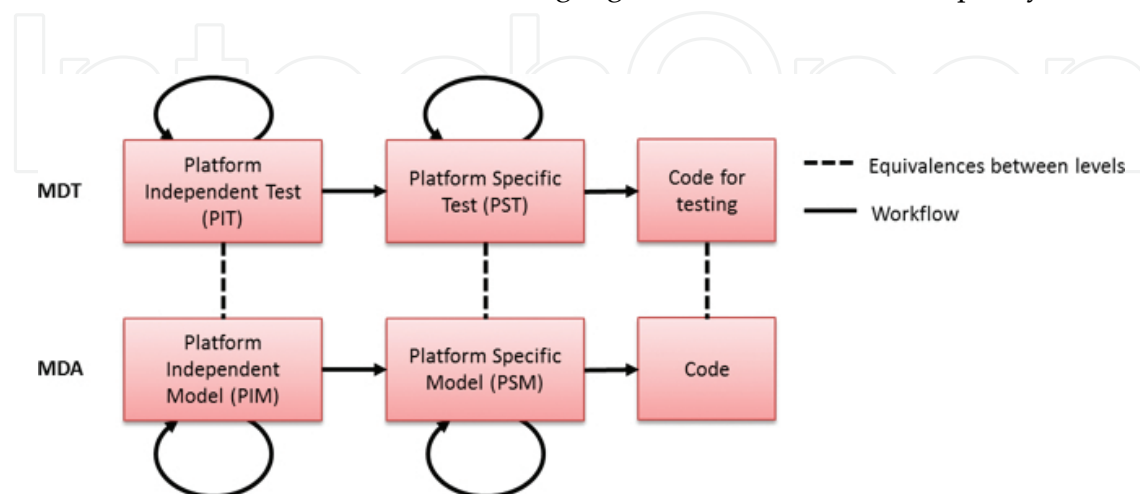 MDT
Platform
Independent Test
(PIT)
Platform Specific
Test (PST)
Code for
testing
Equivalences between levels
Workflow
MDA
Platform
Independent
Model (PIM)
Platform Specific
Model (PSM)
Code